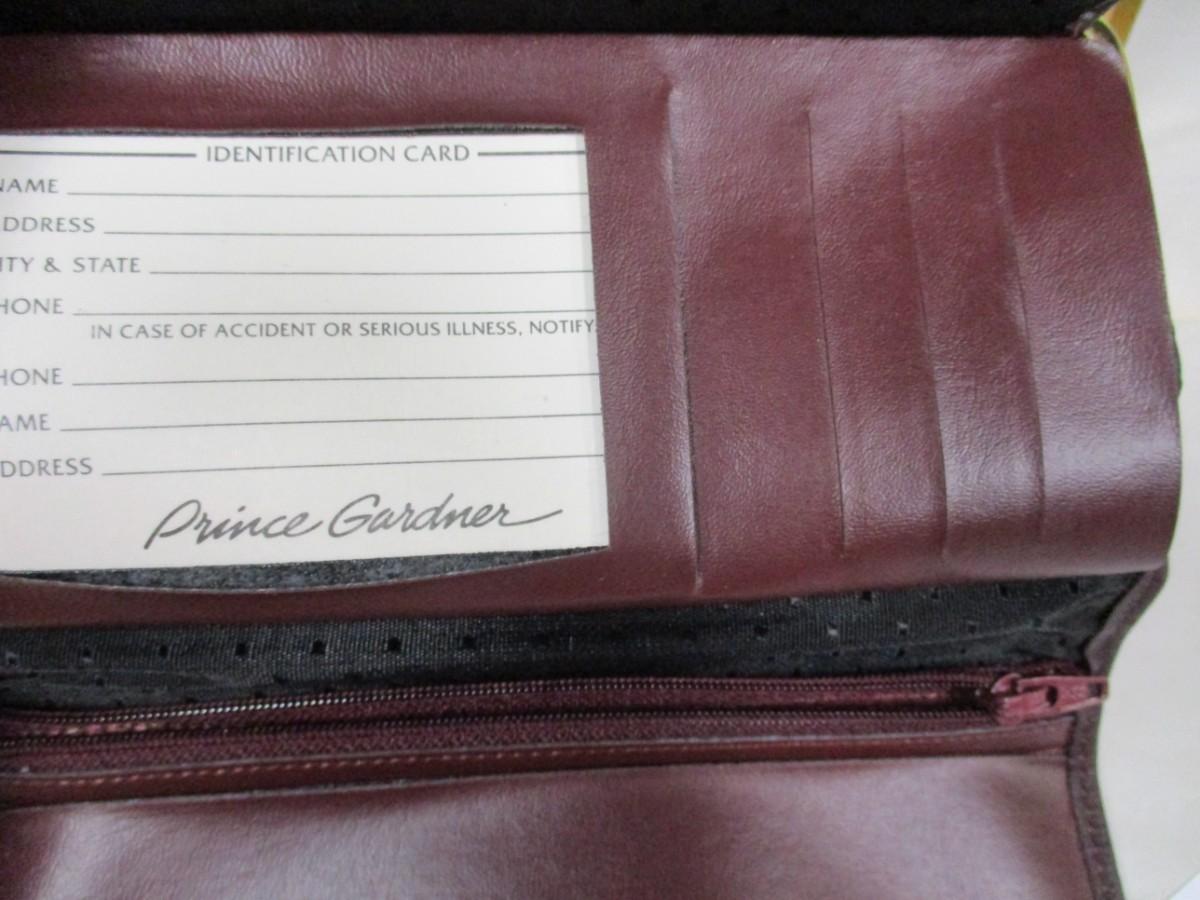 IDENTIFICATION CARD
NAME
DDRESS
ITY & STATE
HONE
IN CASE OF ACCIDENT OR SERIOUS ILLNESS, NOTIFY:
HONE
AME
DDRESS
Prince Gardner